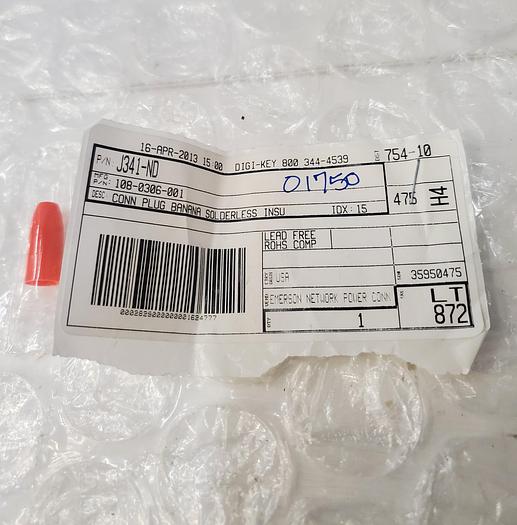 16-APR-2013 15:00 DIGI-KEY 800 344-4539 754-10
P/N: J341-ND
MFG P/N: 108-0306-001
01750
DESC CONN PLUG BANANA SOLDERLESS INSU IDX: 15
475 H4
LEAD FREE
ROHS COMP
USA 35950475
EMERSON NETWORK POWER CONN
QTY 1
LT
872